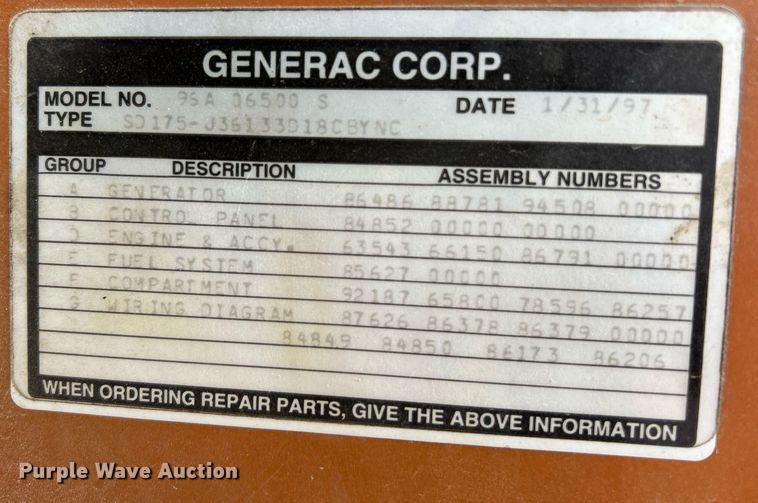 GENERAC CORP.
MODEL NO. 96A 06500 S DATE 1/31/97
TYPE SD175-J36133D18CBYNC
GROUP DESCRIPTION ASSEMBLY NUMBERS
A GENERATOR 86486 88781 94508 00000
B CONTROL PANEL 84852 00000 00000
D ENGINE & ACCY. 63543 66150 86791 00000
E FUEL SYSTEM 85627 00000
F COMPARTMENT 92187 65800 78596 86257
G WIRING DIAGRAM 87626 86378 86379 00000
84849 84850 86173 86206
WHEN ORDERING REPAIR PARTS, GIVE THE ABOVE INFORMATION
Purple Wave Auction